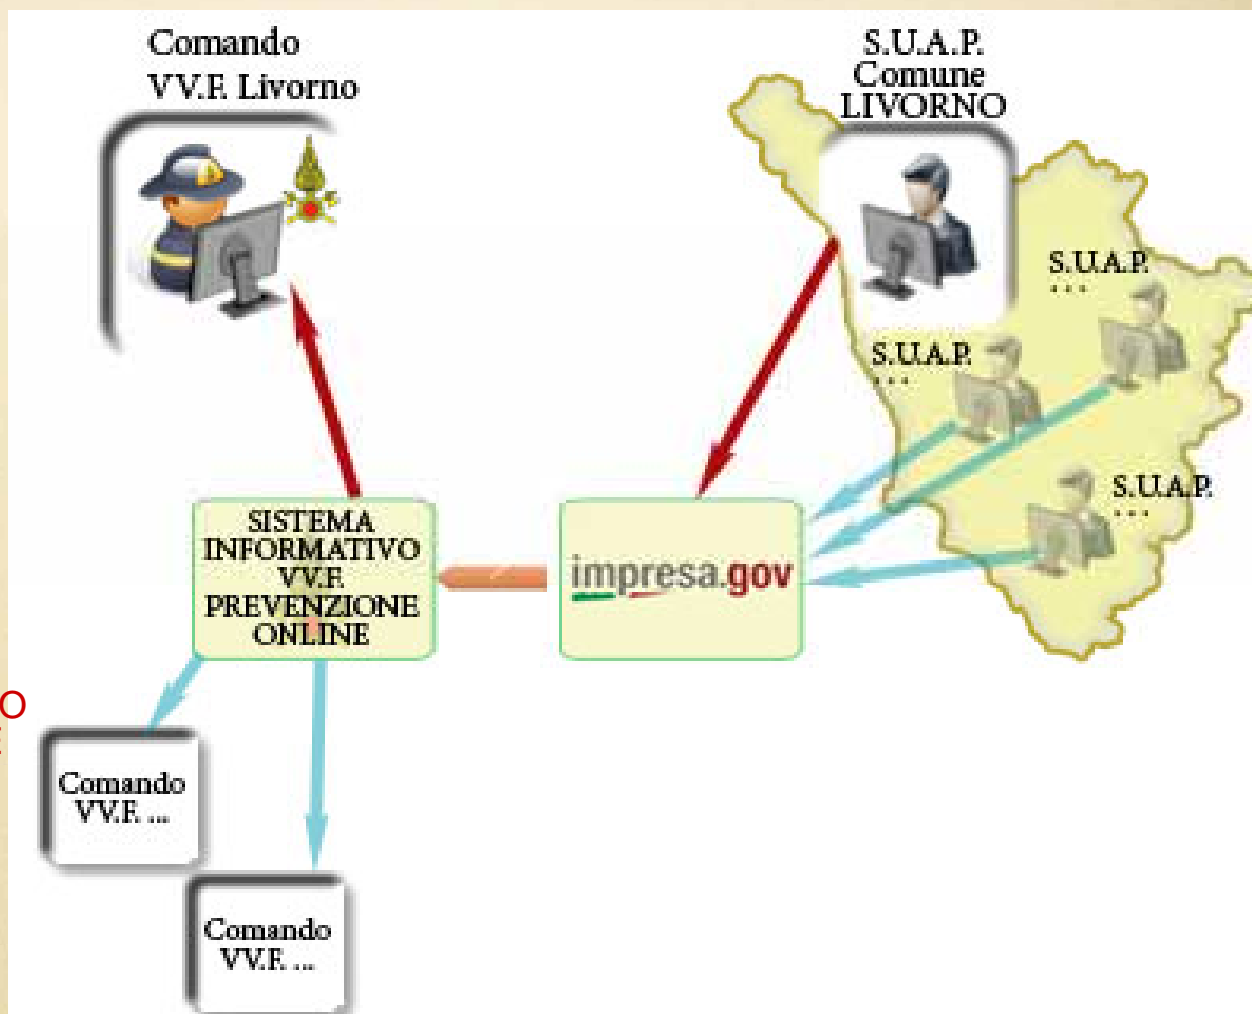 Comando
VV.F. Livorno
S.U.A.P.
Comune
LIVORNO
S.U.A.P.
...
S.U.A.P.
...
S.U.A.P.
...
SISTEMA
INFORMATIVO
VV.F.
PREVENZIONE
ONLINE
impresa.gov
O
Comando
VV.F. ...
Comando
VV.F. ...